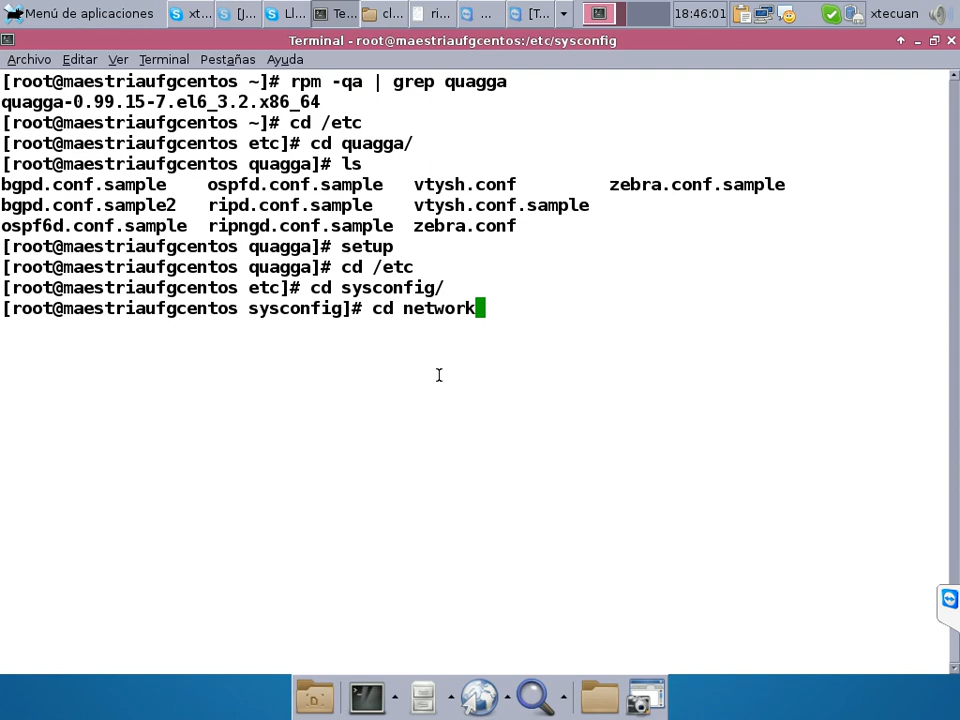 Menú de aplicaciones xt... [J... Ll... Te... cl... ri... ... [T... 18:46:01 xtecuan
Terminal - root@maestriaufgcentos:/etc/sysconfig
Archivo Editar Ver Terminal Pestañas Ayuda
[root@maestriaufgcentos ~]# rpm -qa | grep quagga
quagga-0.99.15-7.el6_3.2.x86_64
[root@maestriaufgcentos ~]# cd /etc
[root@maestriaufgcentos etc]# cd quagga/
[root@maestriaufgcentos quagga]# ls
bgpd.conf.sample ospfd.conf.sample vtysh.conf zebra.conf.sample
bgpd.conf.sample2 ripd.conf.sample vtysh.conf.sample
ospf6d.conf.sample ripngd.conf.sample zebra.conf
[root@maestriaufgcentos quagga]# setup
[root@maestriaufgcentos quagga]# cd /etc
[root@maestriaufgcentos etc]# cd sysconfig/
[root@maestriaufgcentos sysconfig]# cd network